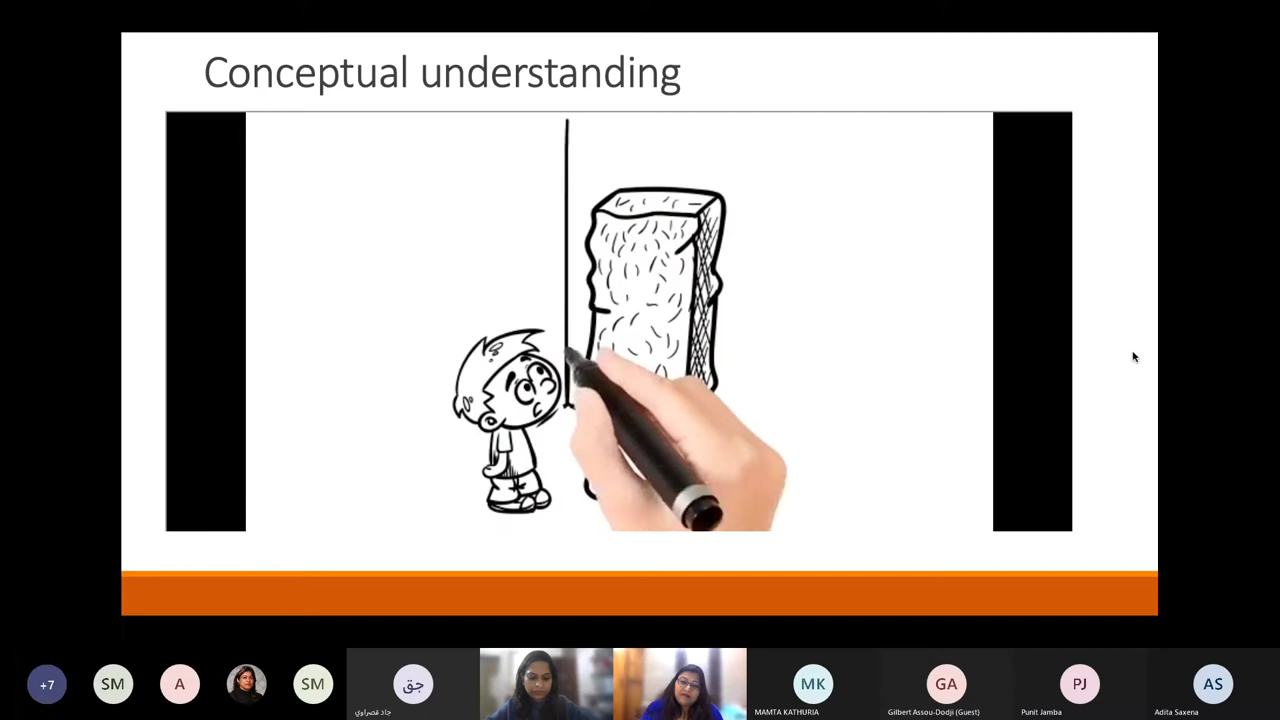 Conceptual understanding
+7
SM
A
SM
جق
جاد قصراوي
MK
MAMTA KATHURIA
GA
Gilbert Assou-Dodji (Guest)
PJ
Punit Jamba
AS
Adita Saxena